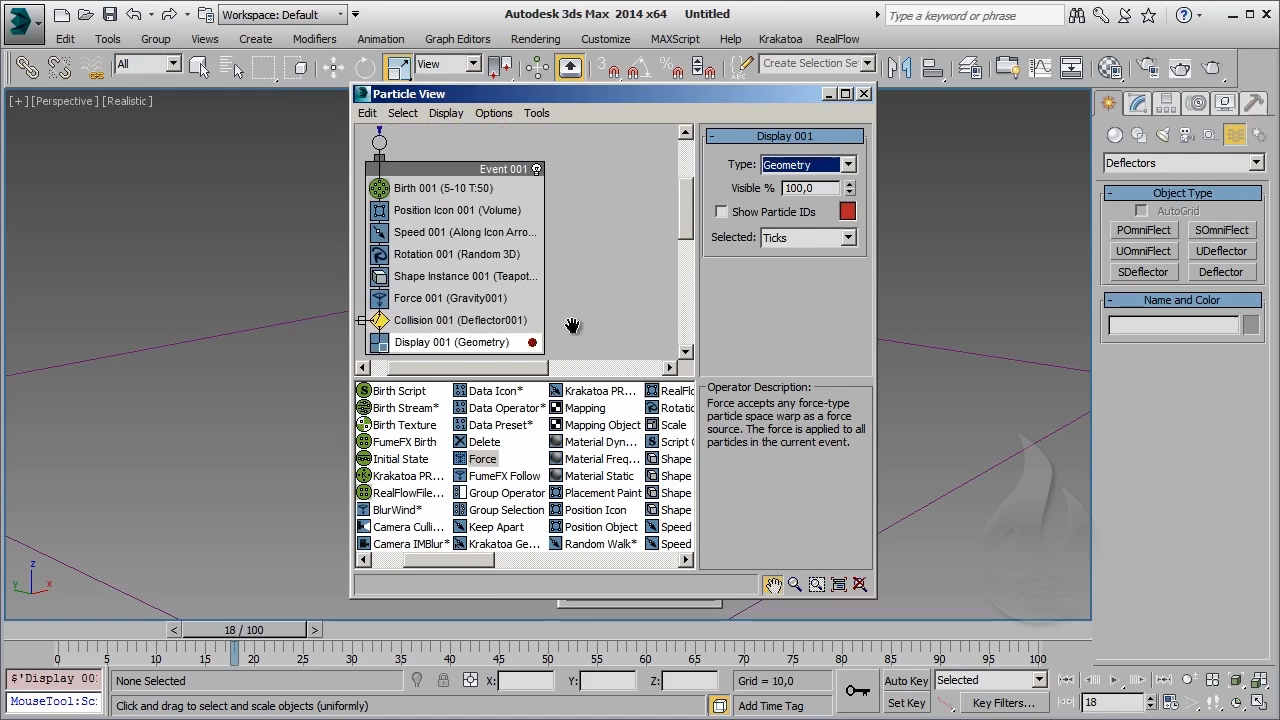 Workspace: Default
Autodesk 3ds Max 2014 x64 Untitled
Type a keyword or phrase
Edit Tools Group Views Create Modifiers Animation Graph Editors Rendering Customize MAXScript Help Krakatoa RealFlow
All
View
3
Create Selection Se
[+][Perspective][Realistic]
Particle View
Edit Select Display Options Tools
Event 001
Birth 001 (5-10 T:50)
Position Icon 001 (Volume)
Speed 001 (Along Icon Arro...
Rotation 001 (Random 3D)
Shape Instance 001 (Teapot...
Force 001 (Gravity001)
Collision 001 (Deflector001)
Display 001 (Geometry)
- Display 001
Type: Geometry
Visible % 100,0
Show Particle IDs
Selected: Ticks
Birth Script Data Icon* Krakatoa PR... RealFlo
Birth Stream* Data Operator* Mapping Rotatio
Birth Texture Data Preset* Mapping Object Scale
FumeFX Birth Delete Material Dyn... Script O
Initial State Force Material Freq... Shape
Krakatoa PR... FumeFX Follow Material Static Shape
RealFlowFile... Group Operator Placement Paint Shape
BlurWind* Group Selection Position Icon Shape
Camera Culli... Keep Apart Position Object Speed
Camera IMBlur* Krakatoa Ge... Random Walk* Speed
Operator Description:
Force accepts any force-type
particle space warp as a force
source. The force is applied to all
particles in the current event.
Deflectors
- Object Type
AutoGrid
POmniFlect SOmniFlect
UOmniFlect UDeflector
SDeflector Deflector
- Name and Color
z
y x
< 18 / 100 >
0 5 10 15 20 25 30 35 40 45 50 55 60 65 70 75 80 85 90 95 100
$'Display 00
MouseTool:Sc
None Selected
X: Y: Z:
Grid = 10,0
Click and drag to select and scale objects (uniformly)
Add Time Tag
Auto Key Selected
Set Key Key Filters...
18